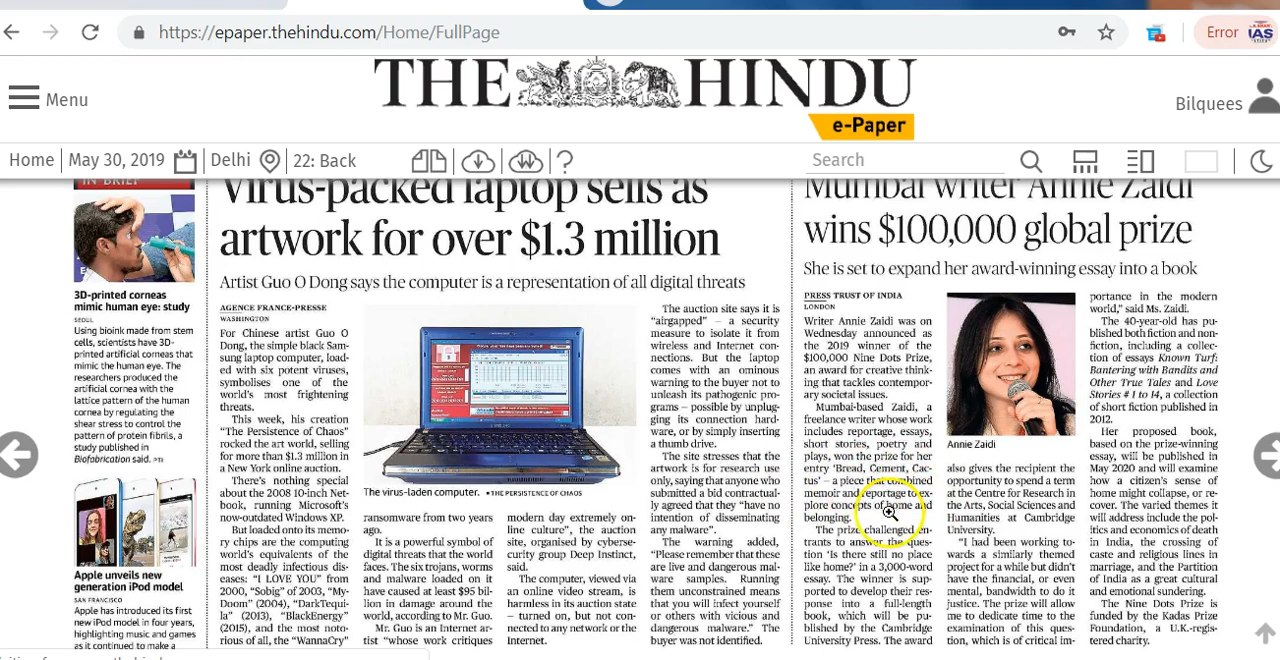 https://epaper.thehindu.com/Home/FullPage
Error
IAS
Menu
THE HINDU
e-Paper
Bilquees
Home
May 30, 2019
Delhi
22: Back
?
Search
IN BRIEF
3D-printed corneas
mimic human eye: study
SEOUL
Using bioink made from stem
cells, scientists have 3D-
printed artificial corneas that
mimic the human eye. The
researchers produced the
artificial cornea with the
lattice pattern of the human
cornea by regulating the
shear stress to control the
pattern of protein fibrils, a
study published in
Biofabrication said. PTI
Apple unveils new
generation iPod model
SAN FRANCISCO
Apple has introduced its first
new iPod model in four years,
highlighting music and games
as it continued to make a
Virus-packed laptop sells as
artwork for over $1.3 million
Artist Guo O Dong says the computer is a representation of all digital threats
AGENCE FRANCE-PRESSE
WASHINGTON
For Chinese artist Guo O
Dong, the simple black Sam-
sung laptop computer, load-
ed with six potent viruses,
symbolises one of the
world's most frightening
threats.
This week, his creation
"The Persistence of Chaos"
rocked the art world, selling
for more than $1.3 million in
a New York online auction.
There's nothing special
about the 2008 10-inch Net-
book, running Microsoft's
now-outdated Windows XP.
But loaded onto its memo-
ry chips are the computing
world's equivalents of the
most deadly infectious dis-
eases: "I LOVE YOU" from
2000, "Sobig" of 2003, "My-
Doom" (2004), "DarkTequi-
la" (2013), "BlackEnergy"
(2015), and the most noto-
rious of all, the "WannaCry"
The virus-laden computer. •THE PERSISTENCE OF CHAOS
ransomware from two years
ago.
It is a powerful symbol of
digital threats that the world
faces. The six trojans, worms
and malware loaded on it
have caused at least $95 bil-
lion in damage around the
world, according to Mr. Guo.
Mr. Guo is an Internet ar-
tist "whose work critiques
modern day extremely on-
line culture", the auction
site, organised by cyberse-
curity group Deep Instinct,
said.
The computer, viewed via
an online video stream, is
harmless in its auction state
– turned on, but not con-
nected to any network or the
Internet.
The auction site says it is
"airgapped" – a security
measure to isolate it from
wireless and Internet con-
nections. But the laptop
comes with an ominous
warning to the buyer not to
unleash its pathogenic pro-
grams – possible by unplug-
ging its connection hard-
ware, or by simply inserting
a thumb drive.
The site stresses that the
artwork is for research use
only, saying that anyone who
submitted a bid contractual-
ly agreed that they "have no
intention of disseminating
any malware".
The warning added,
"Please remember that these
are live and dangerous mal-
ware samples. Running
them unconstrained means
that you will infect yourself
or others with vicious and
dangerous malware." The
buyer was not identified.
Mumbai writer Annie Zaidi
wins $100,000 global prize
She is set to expand her award-winning essay into a book
PRESS TRUST OF INDIA
LONDON
Writer Annie Zaidi was on
Wednesday announced as
the 2019 winner of the
$100,000 Nine Dots Prize,
an award for creative think-
ing that tackles contempor-
ary societal issues.
Mumbai-based Zaidi, a
freelance writer whose work
includes reportage, essays,
short stories, poetry and
plays, won the prize for her
entry 'Bread, Cement, Cac-
tus' – a piece that combined
memoir and reportage to ex-
plore concepts of home and
belonging.
The prize challenged en-
trants to answer the question
'Is there still no place
like home?' in a 3,000-word
essay. The winner is sup-
ported to develop their res-
ponse into a full-length
book, which will be pu-
blished by the Cambridge
University Press. The award
Annie Zaidi
also gives the recipient the
opportunity to spend a term
at the Centre for Research in
the Arts, Social Sciences and
Humanities at Cambridge
University.
"I had been working to-
wards a similarly themed
project for a while but didn't
have the financial, or even
mental, bandwidth to do it
justice. The prize will allow
me to dedicate time to the
examination of this ques-
tion, which is of critical im-
portance in the modern
world," said Ms. Zaidi.
The 40-year-old has pu-
blished both fiction and non-
fiction, including a collec-
tion of essays Known Turf:
Bantering with Bandits and
Other True Tales and Love
Stories # 1 to 14, a collection
of short fiction published in
2012.
Her proposed book,
based on the prize-winning
essay, will be published in
May 2020 and will examine
how a citizen's sense of
home might collapse, or re-
cover. The varied themes it
will address include the pol-
itics and economies of death
in India, the crossing of
caste and religious lines in
marriage, and the Partition
of India as a great cultural
and emotional sundering.
The Nine Dots Prize is
funded by the Kadas Prize
Foundation, a U.K.-regis-
tered charity.